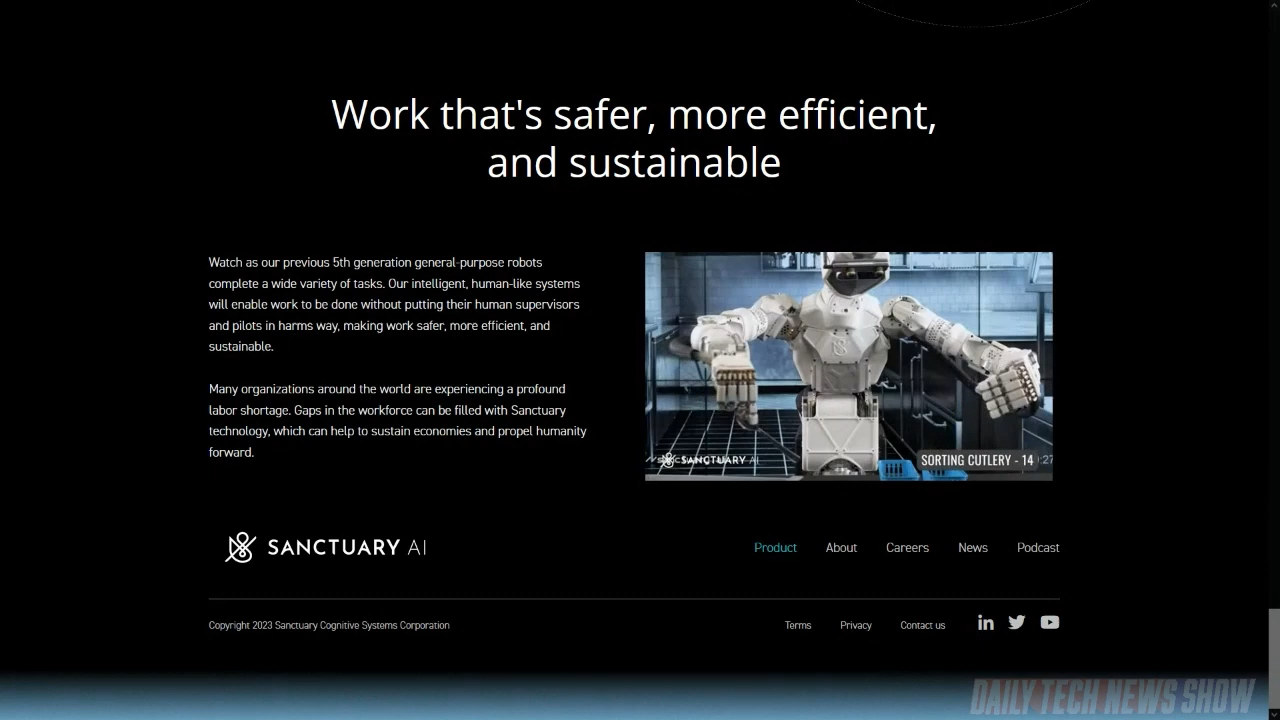 Work that's safer, more efficient,
and sustainable
Watch as our previous 5th generation general-purpose robots
complete a wide variety of tasks. Our intelligent, human-like systems
will enable work to be done without putting their human supervisors
and pilots in harms way, making work safer, more efficient, and
sustainable.
Many organizations around the world are experiencing a profound
labor shortage. Gaps in the workforce can be filled with Sanctuary
technology, which can help to sustain economies and propel humanity
forward.
SANCTUARY AI
SORTING CUTLERY - 14
:27
SANCTUARY AI
Product About Careers News Podcast
Copyright 2023 Sanctuary Cognitive Systems Corporation
Terms Privacy Contact us
in
DAILY TECH NEWS SHOW